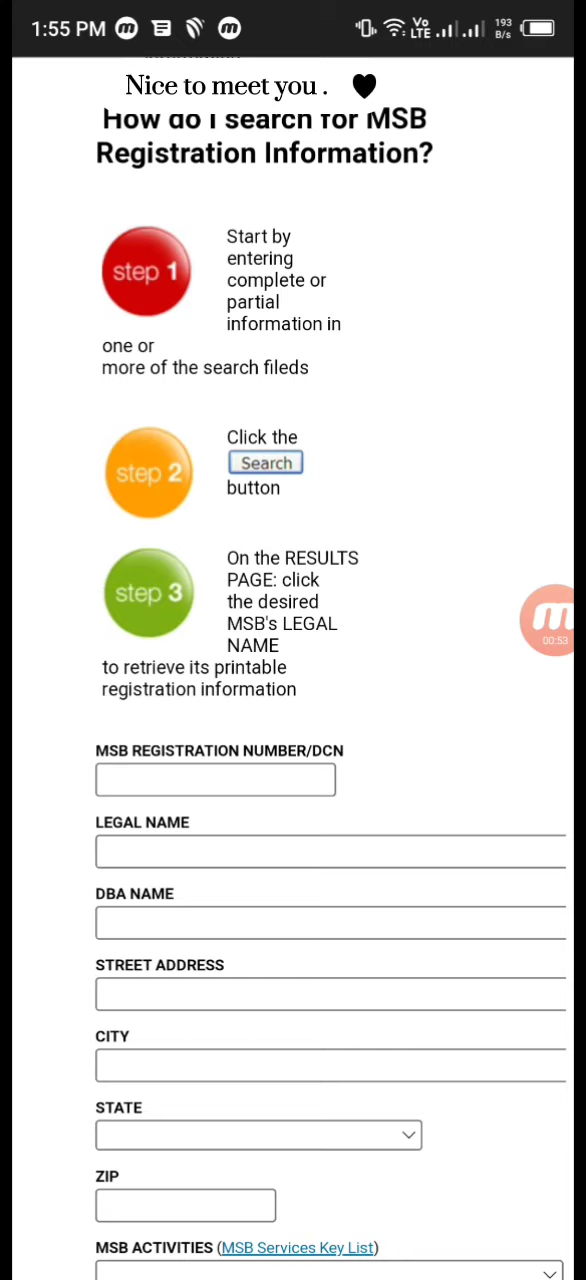 1:55 PM
Vo
LTE
193
B/s
Nice to meet you .
How do I search for MSB
Registration Information?
step 1
Start by
entering
complete or
partial
information in
one or
more of the search fileds
step 2
Click the
Search
button
step 3
On the RESULTS
PAGE: click
the desired
MSB's LEGAL
NAME
to retrieve its printable
registration information
00:53
MSB REGISTRATION NUMBER/DCN
LEGAL NAME
DBA NAME
STREET ADDRESS
CITY
STATE
ZIP
MSB ACTIVITIES (MSB Services Key List)